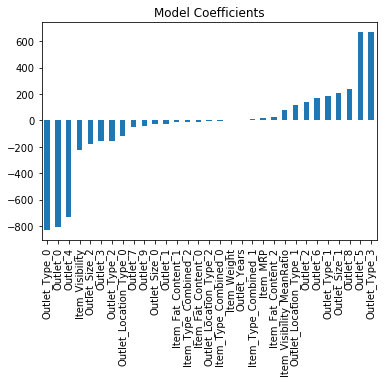 Model Coefficients
600
400
200
0
−200
−400
−600
−800
Outlet_Type_0
Outlet_0
Outlet_4
Item_Visibility
Outlet_Size_2
Outlet_3
Outlet_Type_2
Outlet_Location_Type_0
Outlet_7
Outlet_9
Outlet_Size_0
Outlet_1
Item_Fat_Content_1
Item_Type_Combined_2
Item_Fat_Content_0
Outlet_Location_Type_2
Item_Type_Combined_0
Item_Weight
Outlet_Years
Item_Type_Combined_1
Item_MRP
Item_Fat_Content_2
Item_Visibility_MeanRatio
Outlet_Location_Type_1
Outlet_2
Outlet_6
Outlet_Type_1
Outlet_Size_1
Outlet_8
Outlet_5
Outlet_Type_3